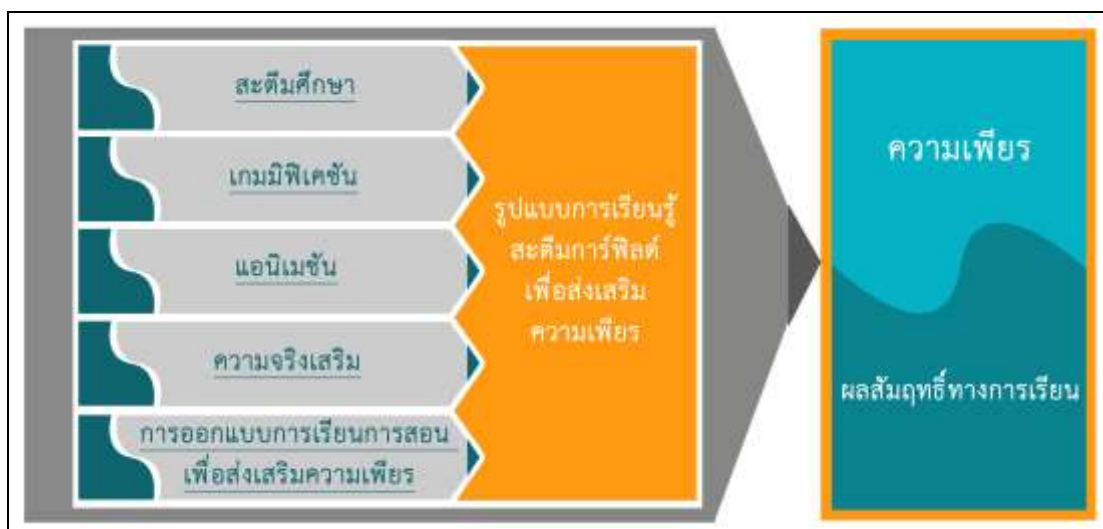 สะตีมศึกษา
เกมมิฟิเคชัน
แอนิเมชัน
ความจริงเสริม
การออกแบบการเรียนการสอน
เพื่อส่งเสริมความเพียร
รูปแบบการเรียนรู้
สะตีมการ์ฟิลด์
เพื่อส่งเสริม
ความเพียร
ความเพียร
ผลสัมฤทธิ์ทางการเรียน